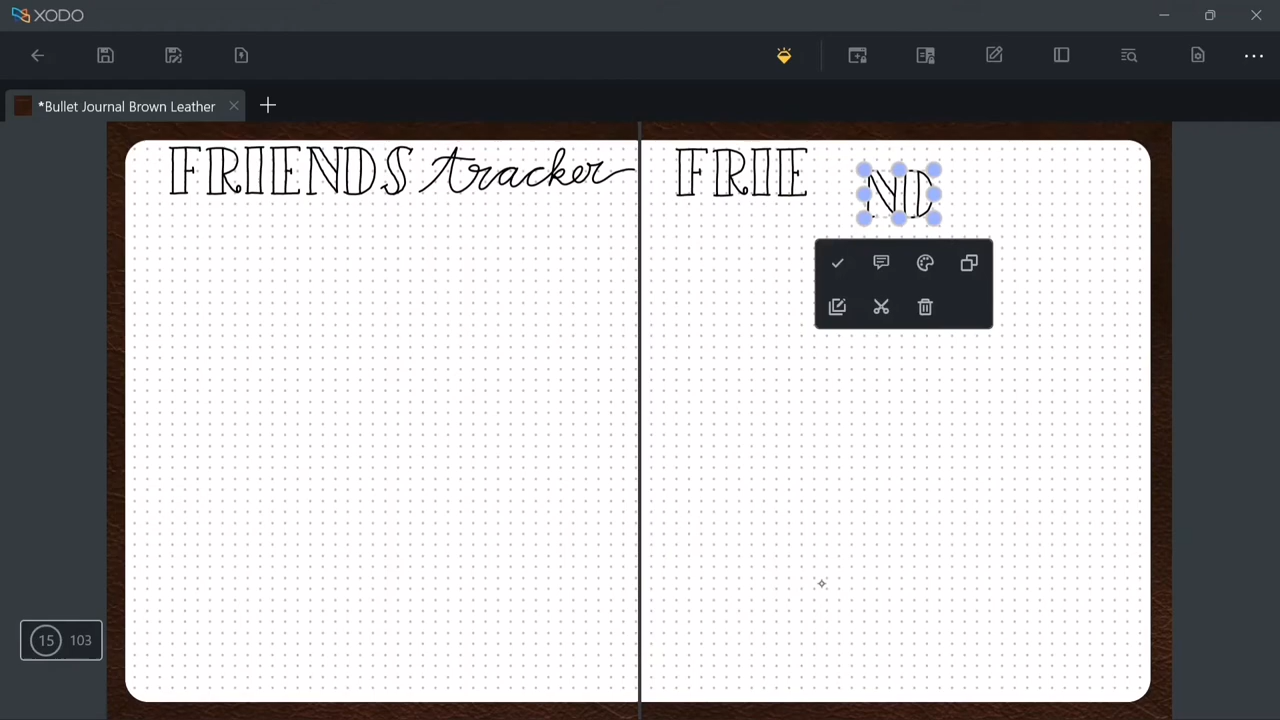 XODO
*Bullet Journal Brown Leather
FRIENDS tracker
FRIE ND
15 103